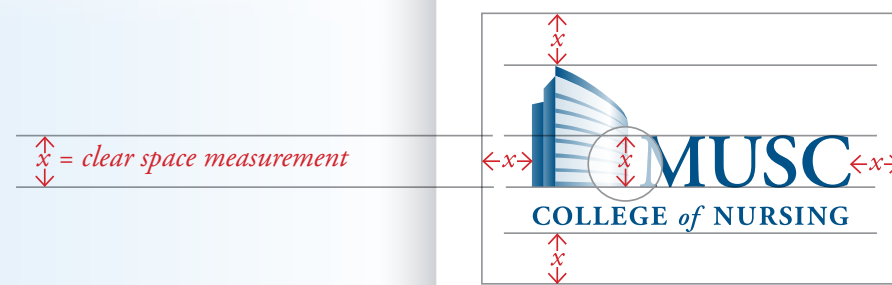 x
x = clear space measurement
x
x
MUSC
x
COLLEGE of NURSING
x